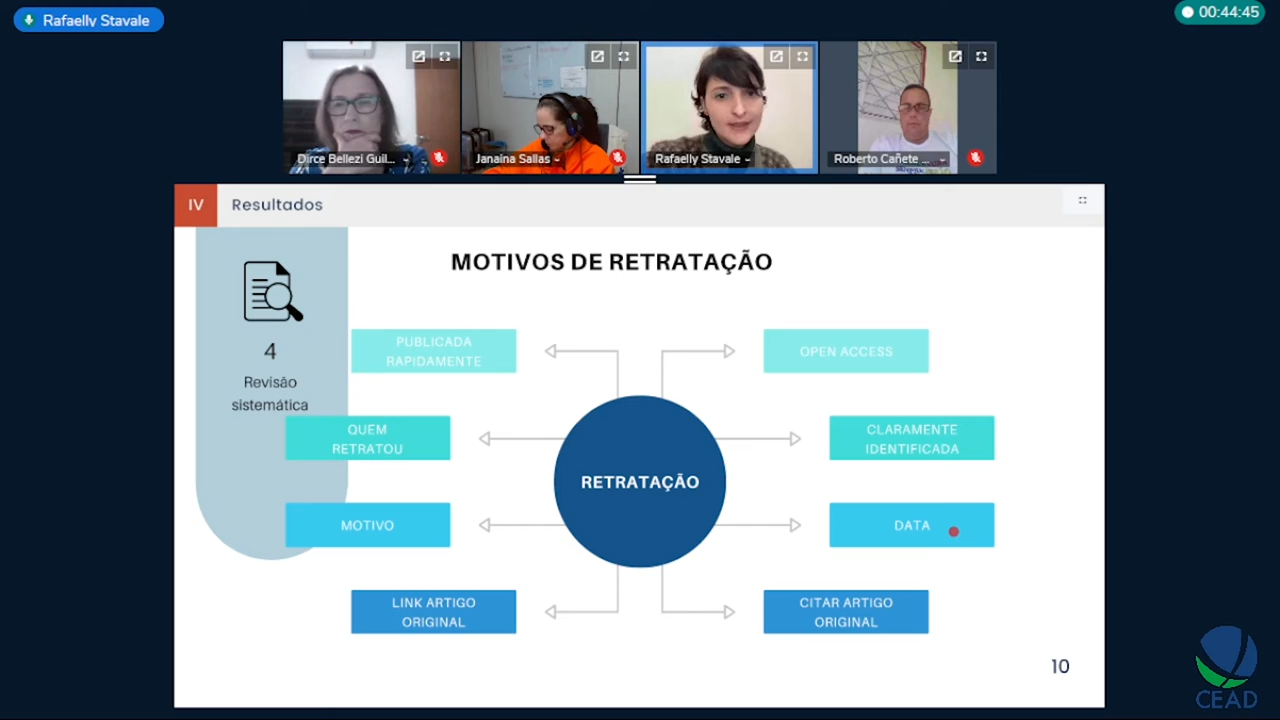 Rafaelly Stavale
00:44:45
Dirce Bellezi Guil...
Janaina Sallas
Rafaelly Stavale
Roberto Cañete ...
IV
Resultados
MOTIVOS DE RETRATAÇÃO
4
Revisão
sistemática
PUBLICADA
RAPIDAMENTE
OPEN ACCESS
QUEM
RETRATOU
CLARAMENTE
IDENTIFICADA
RETRATAÇÃO
MOTIVO
DATA
LINK ARTIGO
ORIGINAL
CITAR ARTIGO
ORIGINAL
10
CEAD